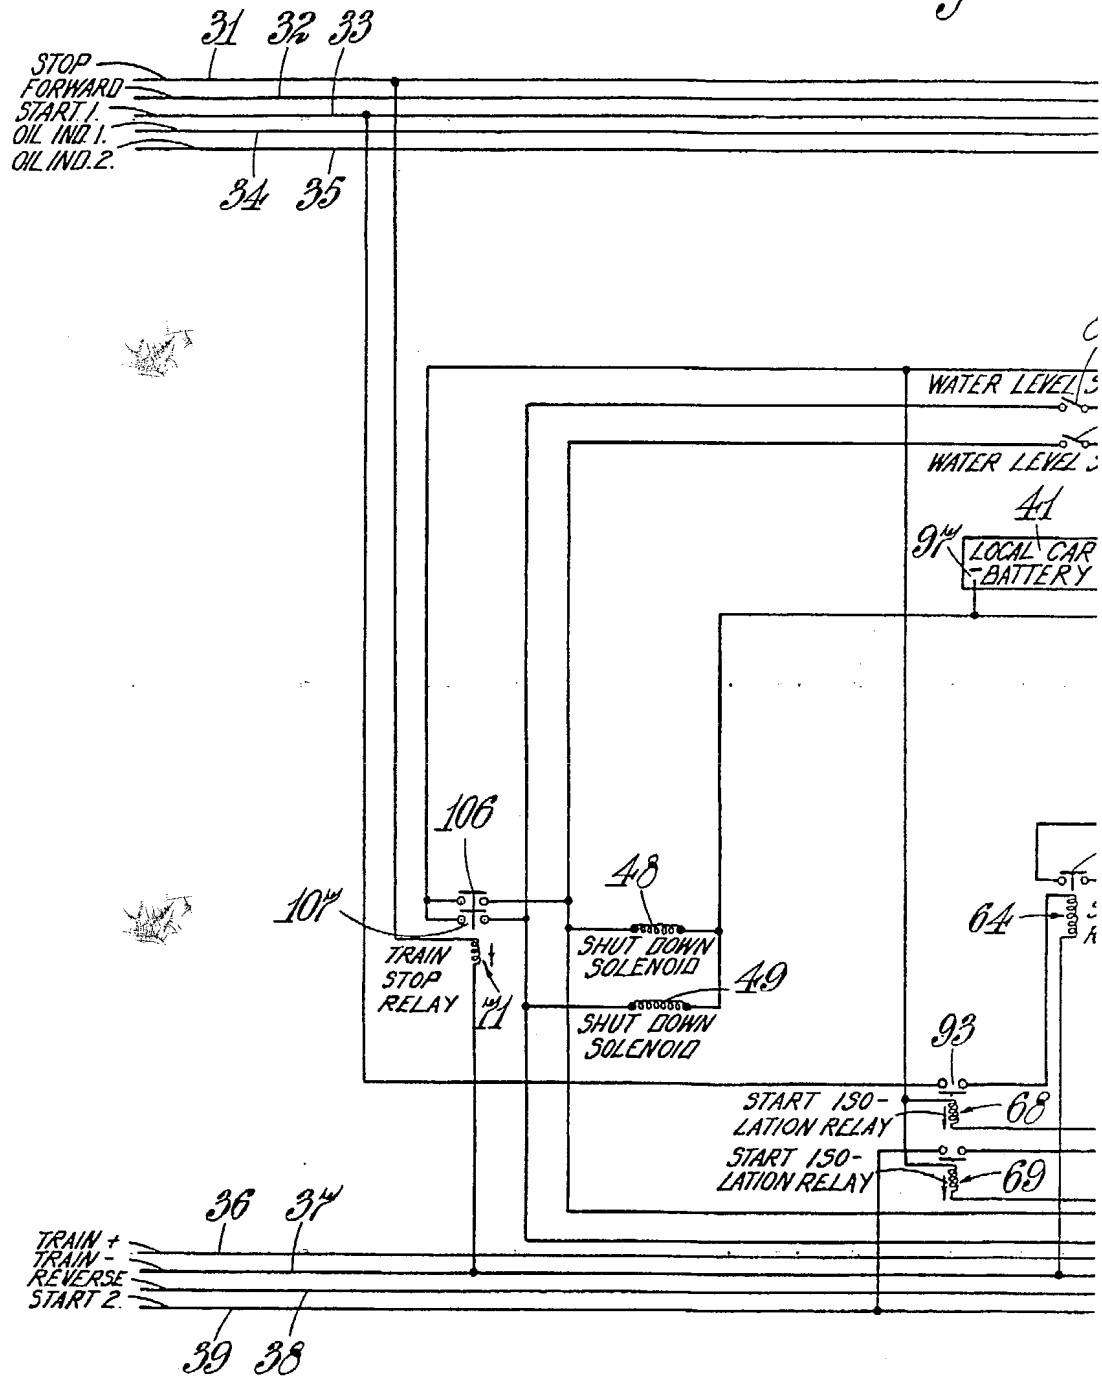 31 32 33
STOP
FORWARD
START 1.
OIL IND. 1.
OIL IND. 2.
34 35
WATER LEVEL S
WATER LEVEL S
41
97
LOCAL CAR
- BATTERY
106
107
48
64
TRAIN
STOP
RELAY
71
SHUT DOWN
SOLENOID
49
SHUT DOWN
SOLENOID
93
START ISO-
LATION RELAY
68
START ISO-
LATION RELAY
69
36 37
TRAIN +
TRAIN -
REVERSE
START 2.
39 38